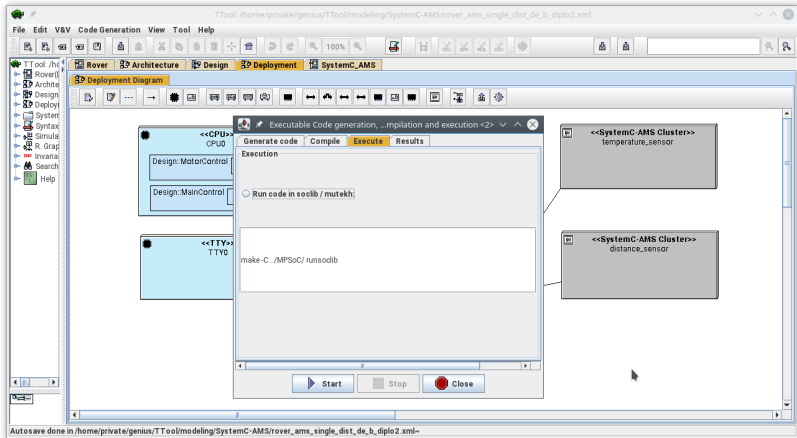 TTool: /home/private/genius/TTool/modeling/SystemC-AMS/rover_ams_single_dist_de_b_diplo2.xml
File Edit V&V Code Generation View Tool Help
100%
TTool: /ho
Rover(D
Archite
Design
Deploy
System
Syntax
Simula
R. Grap
Invaria
Search
Help
Rover Architecture Design Deployment SystemC_AMS
Deployment Diagram
<<CPU>>
CPU0
Design::MotorControl
Design::MainControl
<<TTY>>
TTY0
<<SystemC-AMS Cluster>>
temperature_sensor
<<SystemC-AMS Cluster>>
distance_sensor
Executable Code generation, ...mpilation and execution <2>
Generate code Compile Execute Results
Execution
Run code in soclib / mutekh:
make -C ../MPSoC/ runsoclib
Start Stop Close
Autosave done in /home/private/genius/TTool/modeling/SystemC-AMS/rover_ams_single_dist_de_b_diplo2.xml~